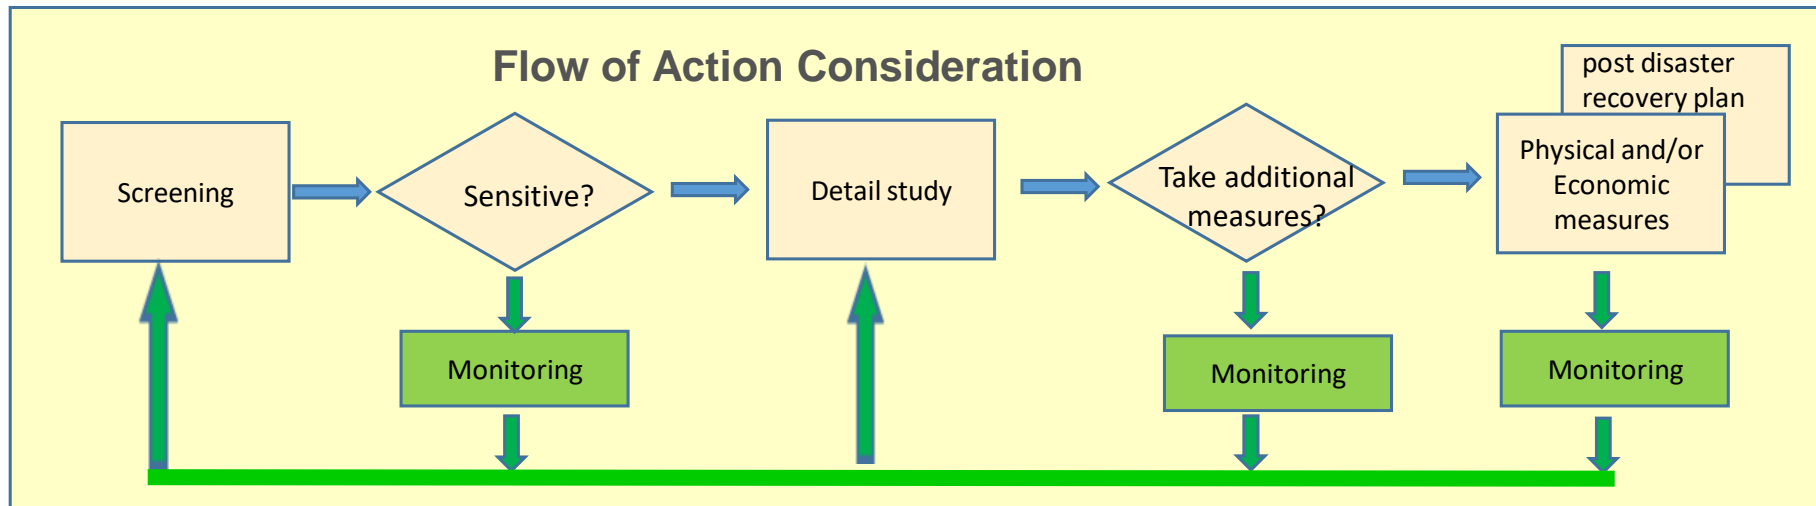 Flow of Action Consideration
post disaster
recovery plan
Screening
Sensitive?
Detail study
Take additional
measures?
Physical and/or
Economic
measures
Monitoring
Monitoring
Monitoring